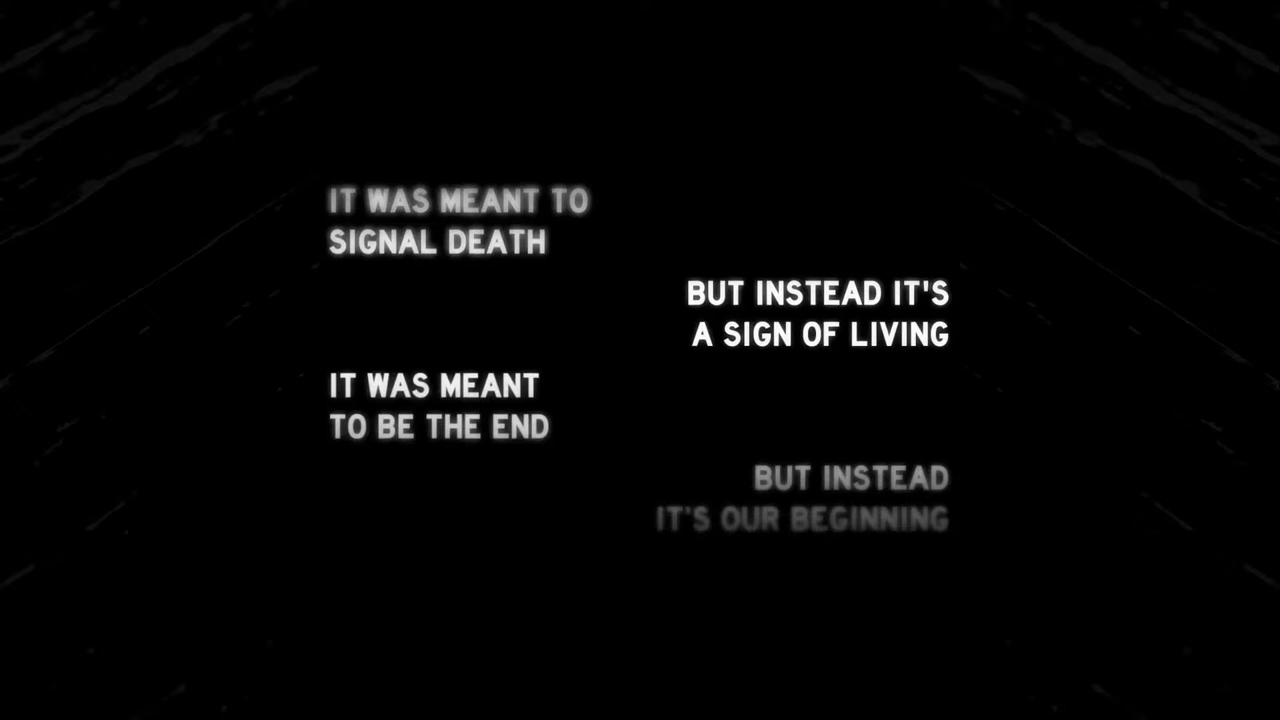 IT WAS MEANT TO
SIGNAL DEATH
BUT INSTEAD IT'S
A SIGN OF LIVING
IT WAS MEANT
TO BE THE END
BUT INSTEAD
IT'S OUR BEGINNING